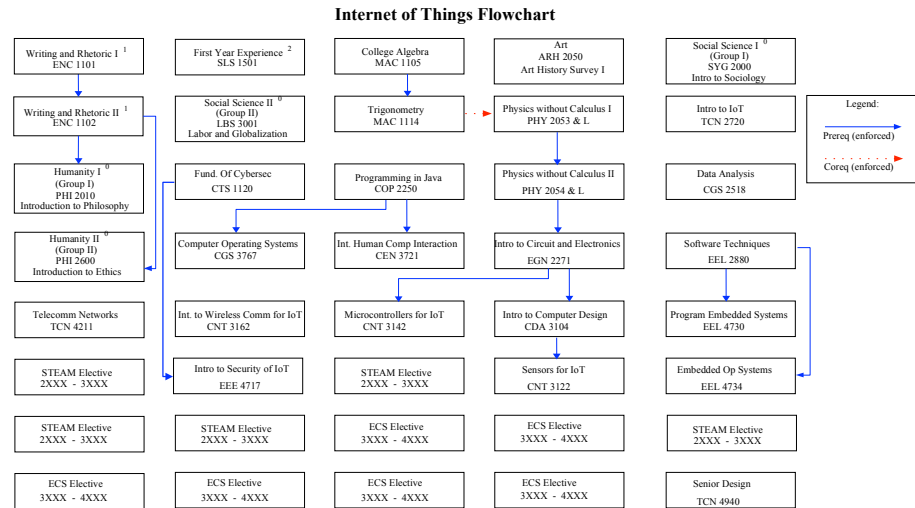 Internet of Things Flowchart
Writing and Rhetoric I 1
ENC 1101
First Year Experience 2
SLS 1501
College Algebra
MAC 1105
Art
ARH 2050
Art History Survey I
Social Science I 0
(Group I)
SYG 2000
Intro to Sociology
Writing and Rhetoric II 1
ENC 1102
Social Science II 0
(Group II)
LBS 3001
Labor and Globalization
Trigonometry
MAC 1114
Physics without Calculus I
PHY 2053 & L
Intro to IoT
TCN 2720
Legend:
Prereq (enforced)
Coreq (enforced)
Humanity I 0
(Group I)
PHI 2010
Introduction to Philosophy
Fund. Of Cybersec
CTS 1120
Programming in Java
COP 2250
Physics without Calculus II
PHY 2054 & L
Data Analysis
CGS 2518
Humanity II 0
(Group II)
PHI 2600
Introduction to Ethics
Computer Operating Systems
CGS 3767
Int. Human Comp Interaction
CEN 3721
Intro to Circuit and Electronics
EGN 2271
Software Techniques
EEL 2880
Telecomm Networks
TCN 4211
Int. to Wireless Comm for IoT
CNT 3162
Microcontrollers for IoT
CNT 3142
Intro to Computer Design
CDA 3104
Program Embedded Systems
EEL 4730
STEAM Elective
2XXX - 3XXX
Intro to Security of IoT
EEE 4717
STEAM Elective
2XXX - 3XXX
Sensors for IoT
CNT 3122
Embedded Op Systems
EEL 4734
STEAM Elective
2XXX - 3XXX
STEAM Elective
2XXX - 3XXX
ECS Elective
3XXX - 4XXX
ECS Elective
3XXX - 4XXX
STEAM Elective
2XXX - 3XXX
ECS Elective
3XXX - 4XXX
ECS Elective
3XXX - 4XXX
ECS Elective
3XXX - 4XXX
ECS Elective
3XXX - 4XXX
Senior Design
TCN 4940